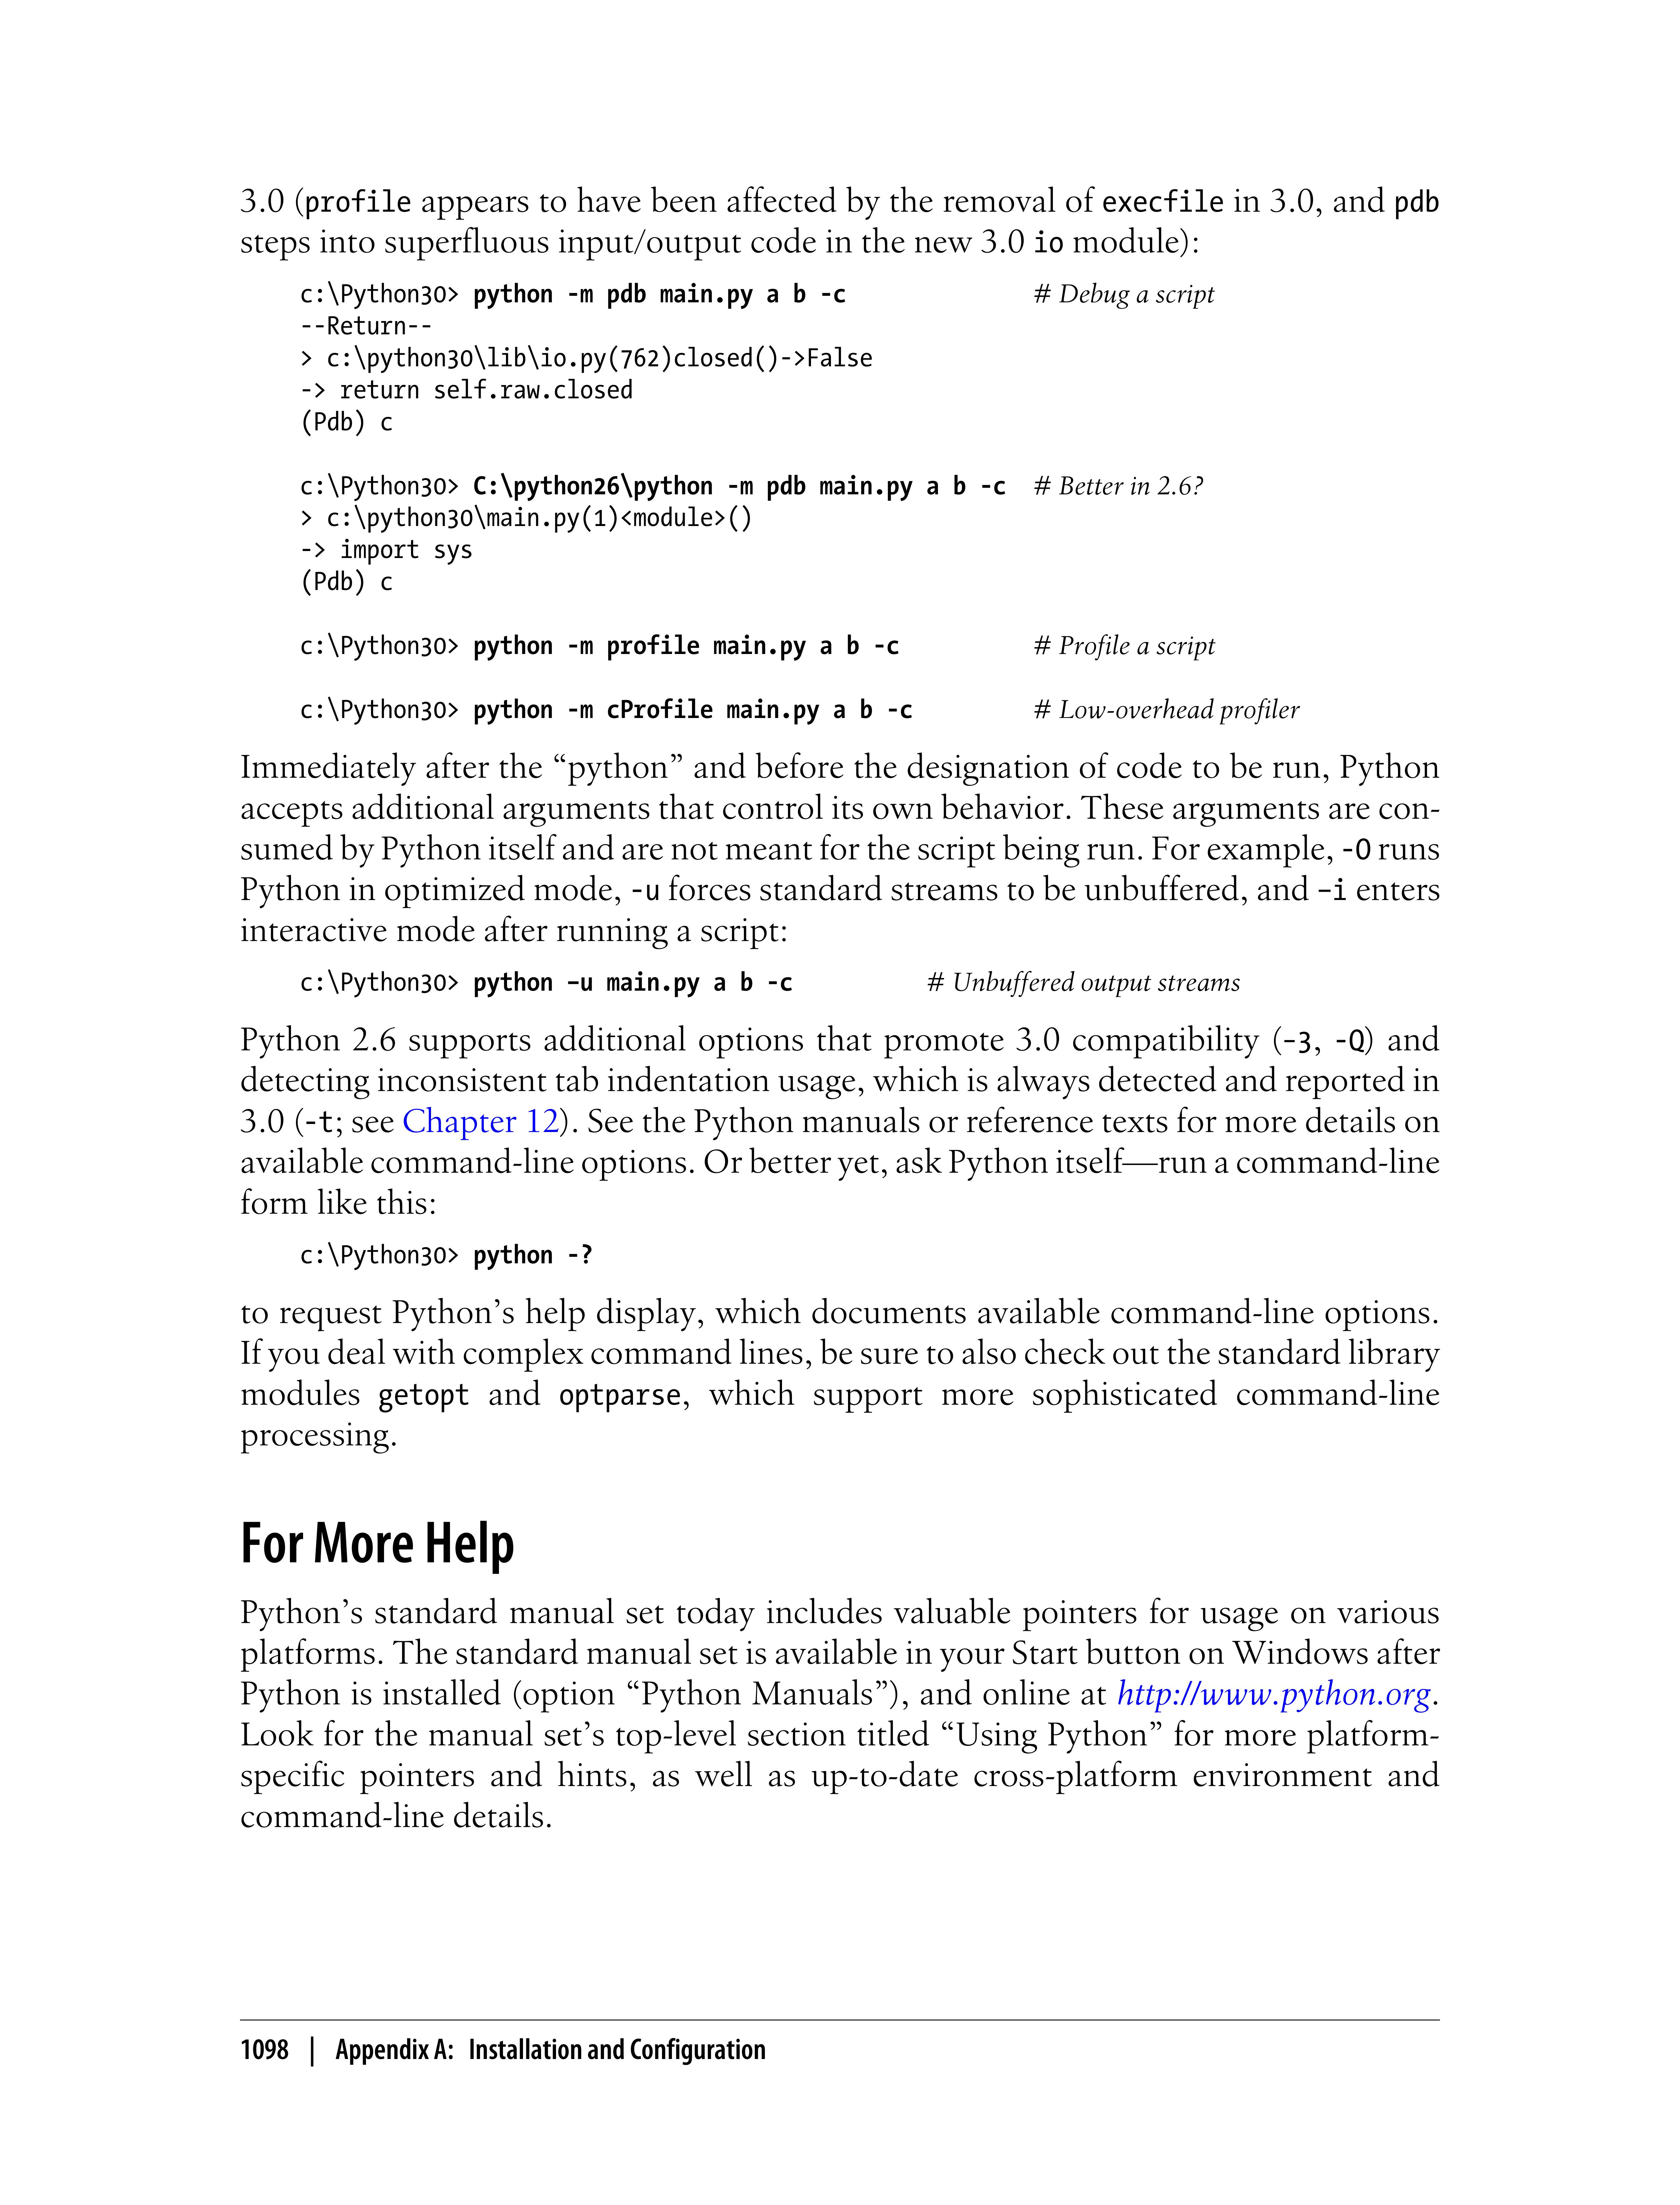 3.0 (profile appears to have been affected by the removal of execfile in 3.0, and pdb
steps into superfluous input/output code in the new 3.0 io module):
c:\Python30> python -m pdb main.py a b -c # Debug a script
--Return--
> c:\python30\lib\io.py(762)closed()->False
-> return self.raw.closed
(Pdb) c
c:\Python30> C:\python26\python -m pdb main.py a b -c # Better in 2.6?
> c:\python30\main.py(1)<module>()
-> import sys
(Pdb) c
c:\Python30> python -m profile main.py a b -c # Profile a script
c:\Python30> python -m cProfile main.py a b -c # Low-overhead profiler
Immediately after the “python” and before the designation of code to be run, Python
accepts additional arguments that control its own behavior. These arguments are con-
sumed by Python itself and are not meant for the script being run. For example, -O runs
Python in optimized mode, -u forces standard streams to be unbuffered, and –i enters
interactive mode after running a script:
c:\Python30> python –u main.py a b -c # Unbuffered output streams
Python 2.6 supports additional options that promote 3.0 compatibility (–3, -Q) and
detecting inconsistent tab indentation usage, which is always detected and reported in
3.0 (-t; see Chapter 12). See the Python manuals or reference texts for more details on
available command-line options. Or better yet, ask Python itself—run a command-line
form like this:
c:\Python30> python -?
to request Python’s help display, which documents available command-line options.
If you deal with complex command lines, be sure to also check out the standard library
modules getopt and optparse, which support more sophisticated command-line
processing.
For More Help
Python’s standard manual set today includes valuable pointers for usage on various
platforms. The standard manual set is available in your Start button on Windows after
Python is installed (option “Python Manuals”), and online at http://www.python.org.
Look for the manual set’s top-level section titled “Using Python” for more platform-
specific pointers and hints, as well as up-to-date cross-platform environment and
command-line details.
1098 | Appendix A: Installation and Configuration